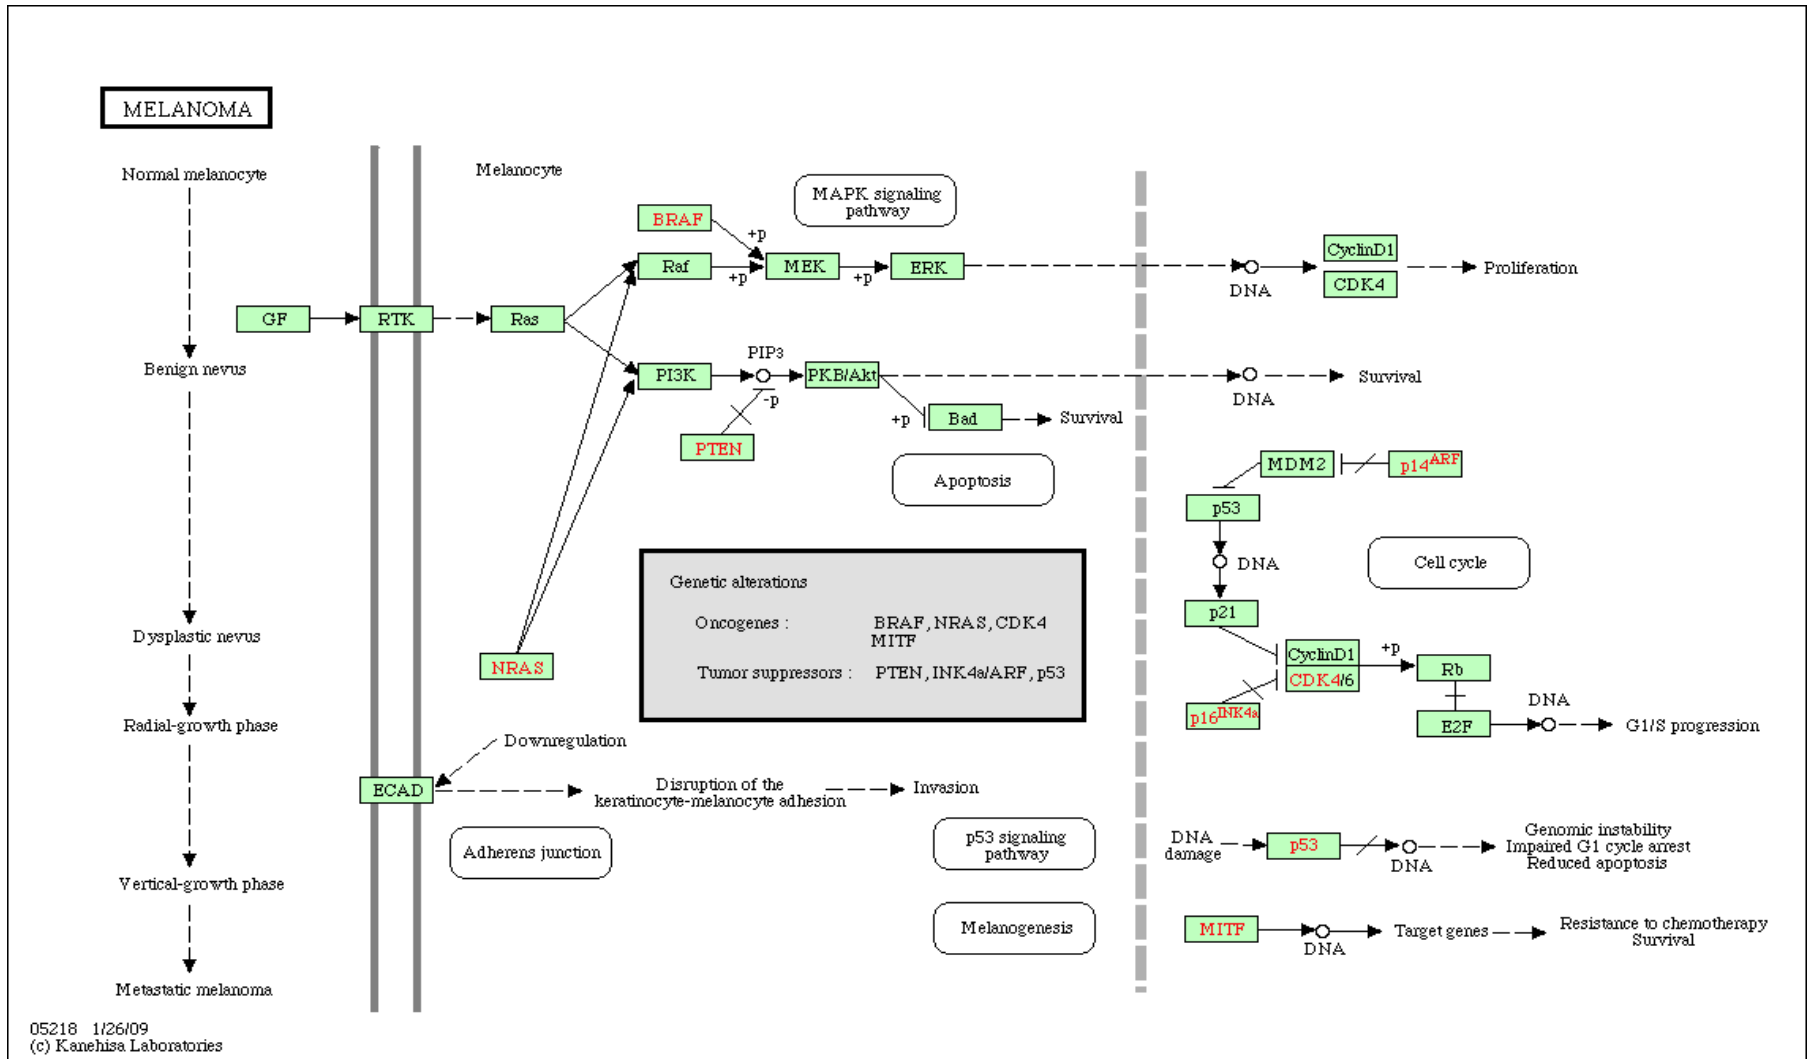 MELANOMA
Normal melanocyte
Benign nevus
Dysplastic nevus
Radial-growth phase
Vertical-growth phase
Metastatic melanoma
05218 1/26/09
(c) Kanehisa Laboratories
Melanocyte
MAPK signaling
pathway
BRAF
+p
Raf
+p
MEK
+p
ERK
DNA
CyclinD1
CDK4
Proliferation
GF
RTK
Ras
PI3K
PIP3
-p
PKB/Akt
PTEN
+p
Bad
Survival
DNA
Survival
Apoptosis
MDM2
p14ARF
p53
DNA
Cell cycle
p21
CyclinD1
CDK4/6
+p
Rb
p16INK4a
E2F
DNA
G1/S progression
Genetic alterations
Oncogenes : BRAF, NRAS, CDK4
MITF
Tumor suppressors : PTEN, INK4a/ARF, p53
NRAS
Downregulation
ECAD
Disruption of the
keratinocyte-melanocyte adhesion
Invasion
Adherens junction
p53 signaling
pathway
Melanogenesis
DNA
damage
p53
DNA
Genomic instability
Impaired G1 cycle arrest
Reduced apoptosis
MITF
DNA
Target genes
Resistance to chemotherapy
Survival